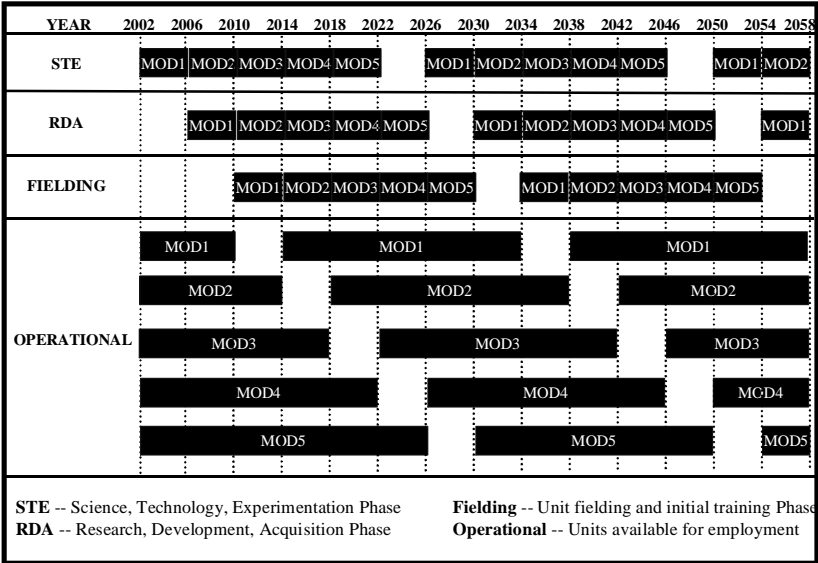 YEAR 2002 2006 2010 2014 2018 2022 2026 2030 2034 2038 2042 2046 2050 2054 2058
STE MOD1 MOD2 MOD3 MOD4 MOD5 MOD1 MOD2 MOD3 MOD4 MOD5 MOD1 MOD2
RDA MOD1 MOD2 MOD3 MOD4 MOD5 MOD1 MOD2 MOD3 MOD4 MOD5 MOD1
FIELDING MOD1 MOD2 MOD3 MOD4 MOD5 MOD1 MOD2 MOD3 MOD4 MOD5
MOD1 MOD1 MOD1
MOD2 MOD2 MOD2
OPERATIONAL MOD3 MOD3 MOD3
MOD4 MOD4 MOD4
MOD5 MOD5 MOD5
STE -- Science, Technology, Experimentation Phase Fielding -- Unit fielding and initial training Phase
RDA -- Research, Development, Acquisition Phase Operational -- Units available for employment